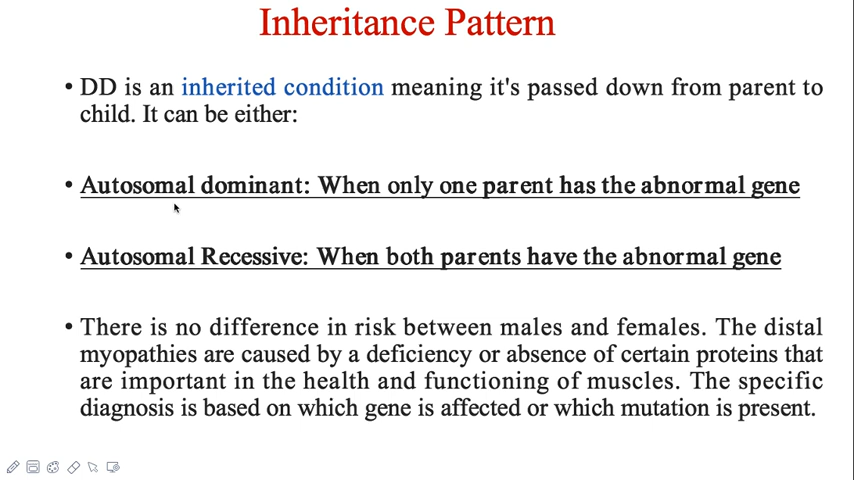 Inheritance Pattern
• DD is an inherited condition meaning it's passed down from parent to
child. It can be either:
• Autosomal dominant: When only one parent has the abnormal gene
• Autosomal Recessive: When both parents have the abnormal gene
• There is no difference in risk between males and females. The distal
myopathies are caused by a deficiency or absence of certain proteins that
are important in the health and functioning of muscles. The specific
diagnosis is based on which gene is affected or which mutation is present.